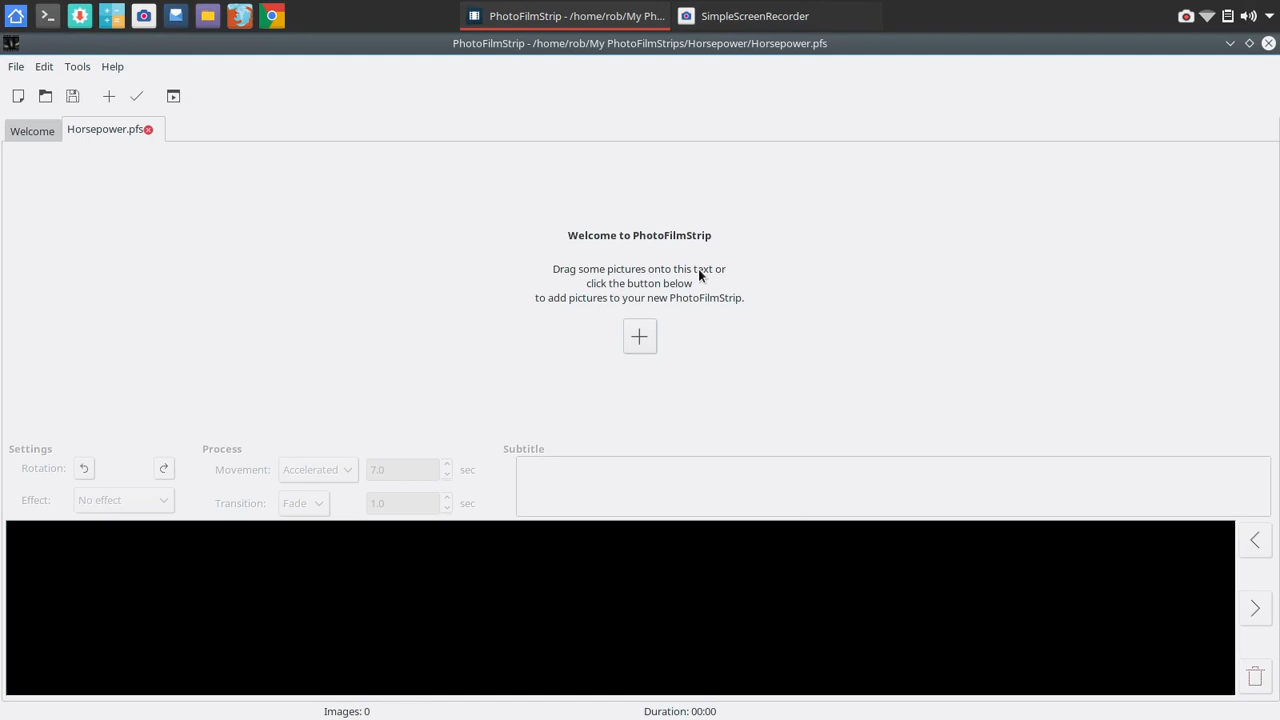 PhotoFilmStrip - /home/rob/My Ph...
SimpleScreenRecorder
PhotoFilmStrip - /home/rob/My PhotoFilmStrips/Horsepower/Horsepower.pfs
File Edit Tools Help
Welcome Horsepower.pfs
Welcome to PhotoFilmStrip
Drag some pictures onto this text or
click the button below
to add pictures to your new PhotoFilmStrip.
Settings Process Subtitle
Rotation: Movement: Accelerated 7.0 sec
Effect: No effect Transition: Fade 1.0 sec
Images: 0 Duration: 00:00